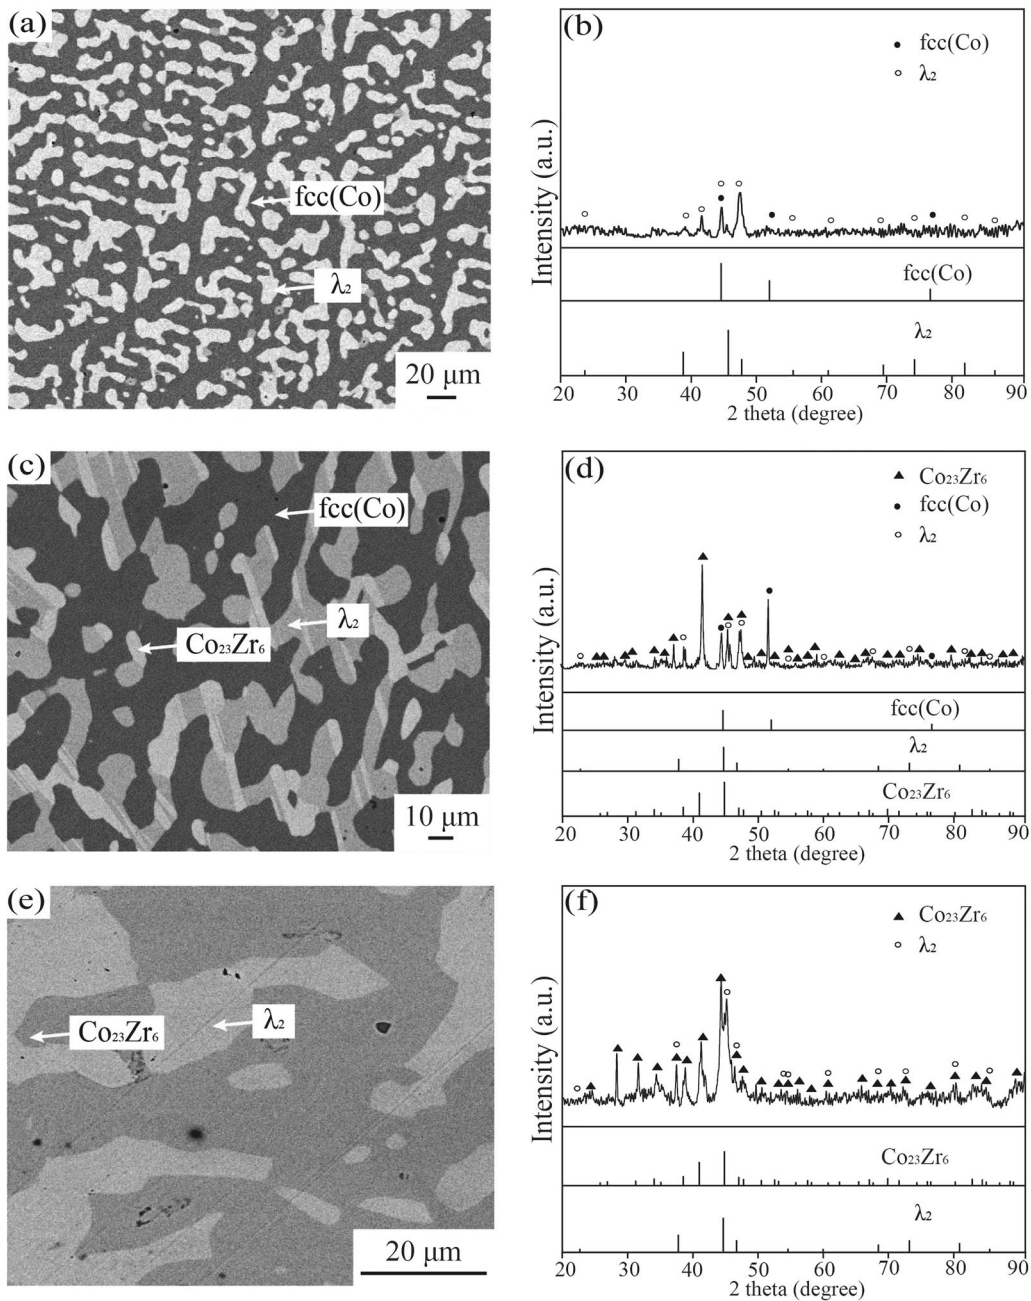 (a)
fcc(Co)
λ₂
20 μm
(b)
● fcc(Co)
○ λ₂
Intensity (a.u.)
fcc(Co)
λ₂
20 30 40 50 60 70 80 90
2 theta (degree)
(c)
fcc(Co)
λ₂
Co₂₃Zr₆
10 μm
(d)
▲ Co₂₃Zr₆
● fcc(Co)
○ λ₂
Intensity (a.u.)
fcc(Co)
λ₂
Co₂₃Zr₆
20 30 40 50 60 70 80 90
2 theta (degree)
(e)
λ₂
Co₂₃Zr₆
20 μm
(f)
▲ Co₂₃Zr₆
○ λ₂
Intensity (a.u.)
Co₂₃Zr₆
λ₂
20 30 40 50 60 70 80 90
2 theta (degree)